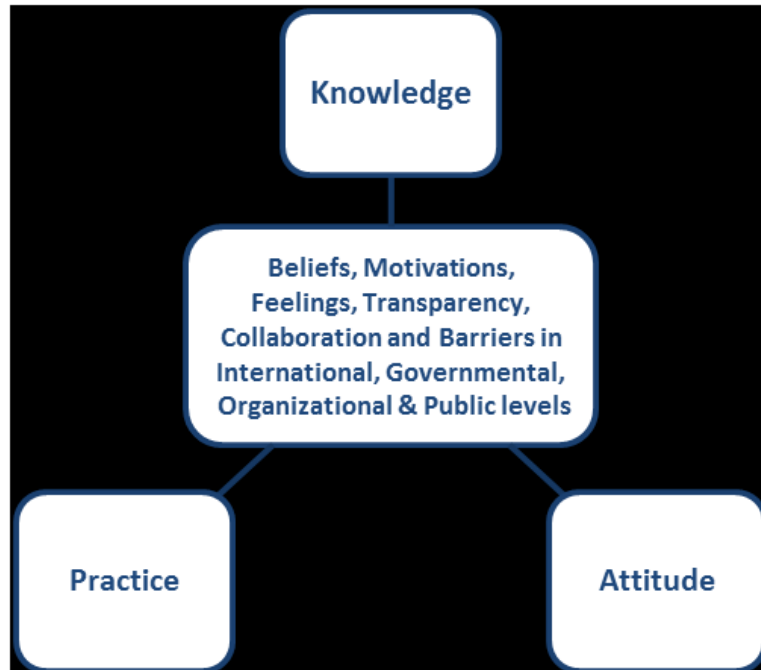 Knowledge
Beliefs, Motivations,
Feelings, Transparency,
Collaboration and Barriers in
International, Governmental,
Organizational & Public levels
Practice
Attitude